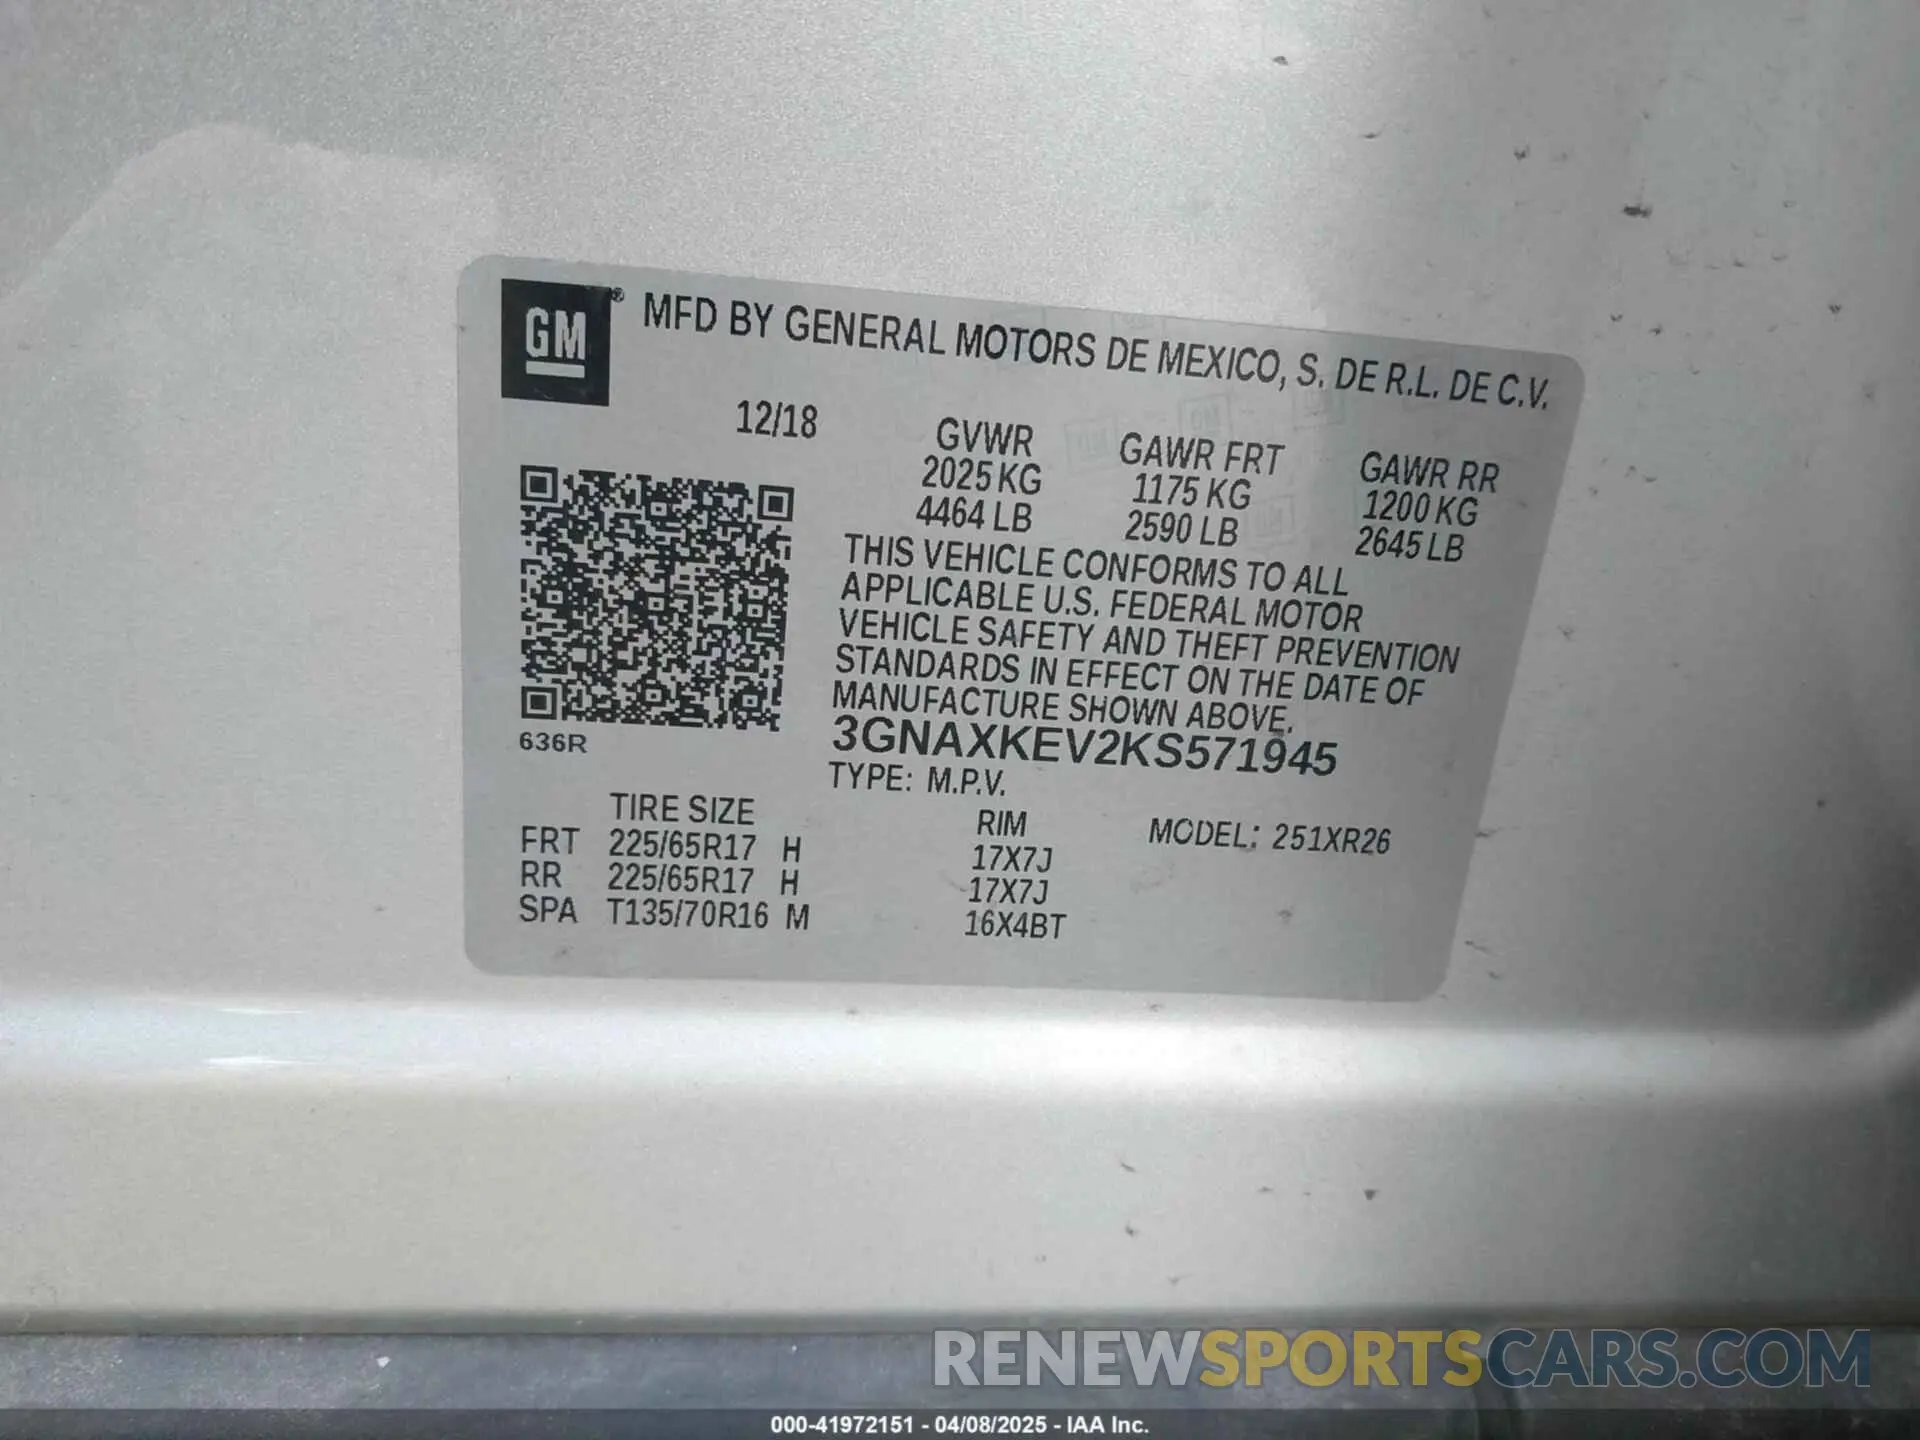 GM® MFD BY GENERAL MOTORS DE MEXICO, S. DE R.L. DE C.V.
12/18 GVWR GAWR FRT GAWR RR
2025 KG 1175 KG 1200 KG
4464 LB 2590 LB 2645 LB
THIS VEHICLE CONFORMS TO ALL
APPLICABLE U.S. FEDERAL MOTOR
VEHICLE SAFETY AND THEFT PREVENTION
STANDARDS IN EFFECT ON THE DATE OF
MANUFACTURE SHOWN ABOVE.
636R 3GNAXKEV2KS571945
TYPE: M.P.V.
TIRE SIZE RIM MODEL: 251XR26
FRT 225/65R17 H 17X7J
RR 225/65R17 H 17X7J
SPA T135/70R16 M 16X4BT
RENEWSPORTSCARS.COM
000-41972151 - 04/08/2025 - IAA Inc.